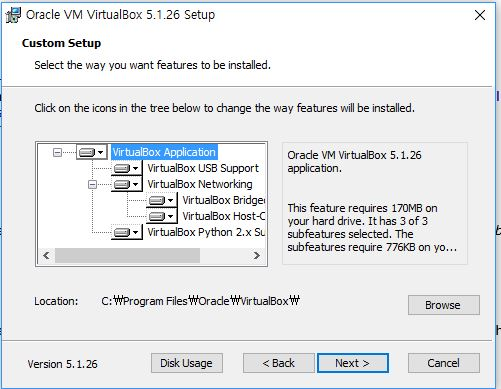 Oracle VM VirtualBox 5.1.26 Setup
Custom Setup
Select the way you want features to be installed.
Click on the icons in the tree below to change the way features will be installed.
VirtualBox Application
VirtualBox USB Support
VirtualBox Networking
VirtualBox Bridge
VirtualBox Host-C
VirtualBox Python 2.x Su
Oracle VM VirtualBox 5.1.26
application.
This feature requires 170MB on
your hard drive. It has 3 of 3
subfeatures selected. The
subfeatures require 776KB on yo...
Location: C:₩Program Files₩Oracle₩VirtualBox₩
Browse
Version 5.1.26
Disk Usage
< Back
Next >
Cancel